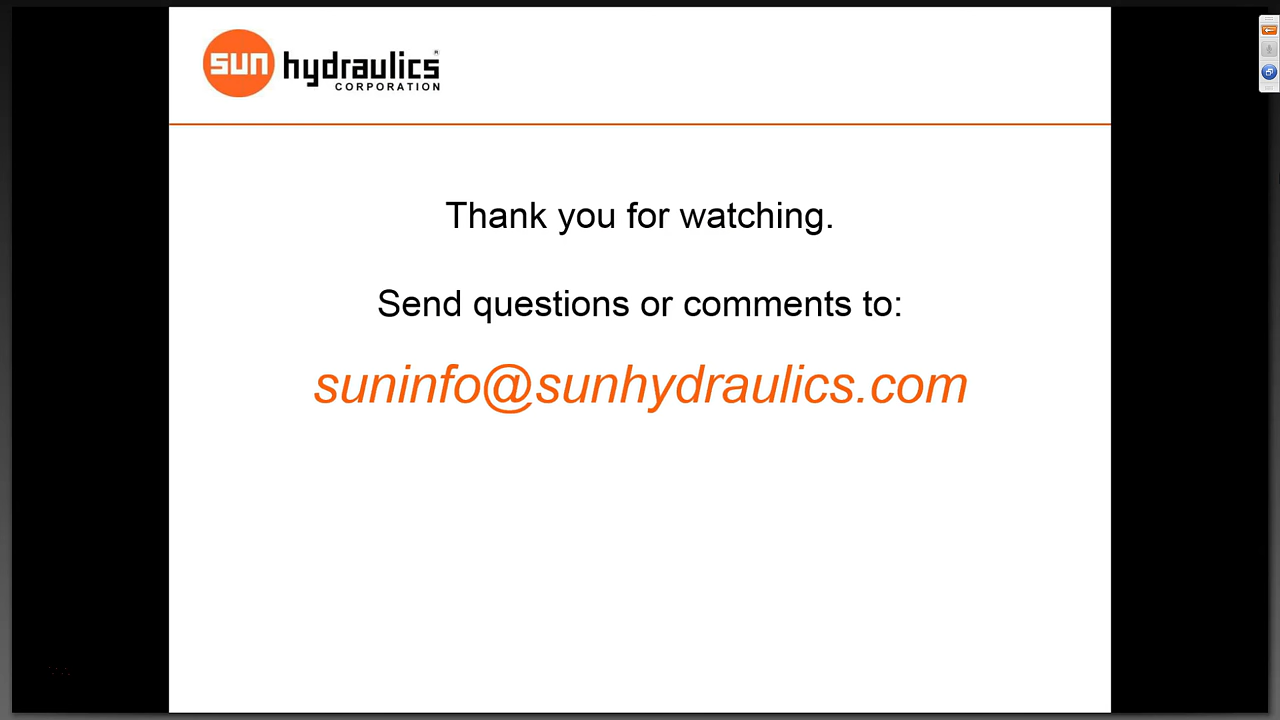 sun hydraulics
CORPORATION
Thank you for watching.
Send questions or comments to:
suninfo@sunhydraulics.com